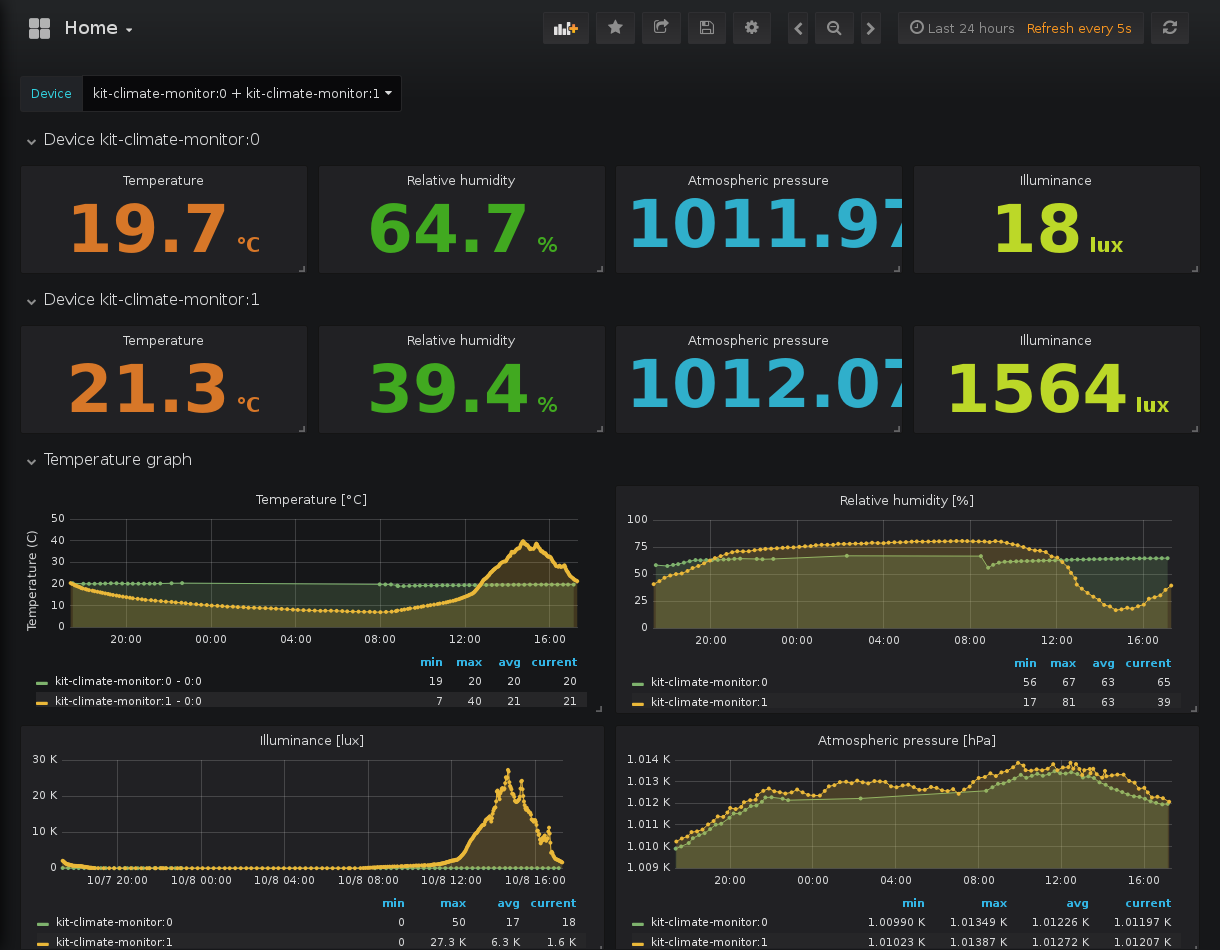 Home
Last 24 hours Refresh every 5s
Device kit-climate-monitor:0 + kit-climate-monitor:1
Device kit-climate-monitor:0
Temperature Relative humidity Atmospheric pressure Illuminance
19.7 °C 64.7 % 1011.97 18 lux
Device kit-climate-monitor:1
Temperature Relative humidity Atmospheric pressure Illuminance
21.3 °C 39.4 % 1012.07 1564 lux
Temperature graph
Temperature [°C]
Temperature (C)
50
40
30
20
10
0
20:00 00:00 04:00 08:00 12:00 16:00
min max avg current
kit-climate-monitor:0 - 0:0 19 20 20 20
kit-climate-monitor:1 - 0:0 7 40 21 21
Relative humidity [%]
100
75
50
25
0
20:00 00:00 04:00 08:00 12:00 16:00
min max avg current
kit-climate-monitor:0 56 67 63 65
kit-climate-monitor:1 17 81 63 39
Illuminance [lux]
30 K
20 K
10 K
0
10/7 20:00 10/8 00:00 10/8 04:00 10/8 08:00 10/8 12:00 10/8 16:00
min max avg current
kit-climate-monitor:0 0 50 17 18
kit-climate-monitor:1 0 27.3 K 6.3 K 1.6 K
Atmospheric pressure [hPa]
1.014 K
1.013 K
1.012 K
1.011 K
1.010 K
1.009 K
20:00 00:00 04:00 08:00 12:00 16:00
min max avg current
kit-climate-monitor:0 1.00990 K 1.01349 K 1.01226 K 1.01197 K
kit-climate-monitor:1 1.01023 K 1.01387 K 1.01272 K 1.01207 K